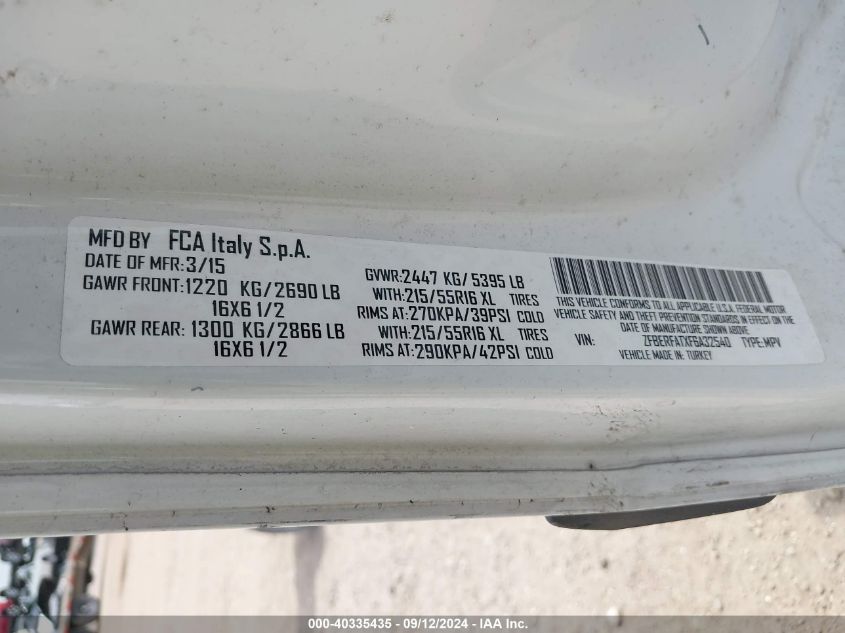 MFD BY FCA Italy S.p.A.
DATE OF MFR:3/15
GAWR FRONT:1220 KG/2690 LB
16X6 1/2
GAWR REAR:1300 KG/2866 LB
16X6 1/2
GVWR:2447 KG/5395 LB
WITH:215/55R16 XL TIRES
RIMS AT:270KPA/39PSI COLD
WITH:215/55R16 XL TIRES
RIMS AT:290KPA/42PSI COLD
THIS VEHICLE CONFORMS TO ALL APPLICABLE U.S.A. FEDERAL MOTOR
VEHICLE SAFETY AND THEFT PREVENTION STANDARDS IN EFFECT ON THE
DATE OF MANUFACTURE SHOWN ABOVE.
VIN: ZFBERFATXF6A32540 TYPE:MPV
VEHICLE MADE IN: TURKEY
000-40335435 - 09/12/2024 - IAA Inc.